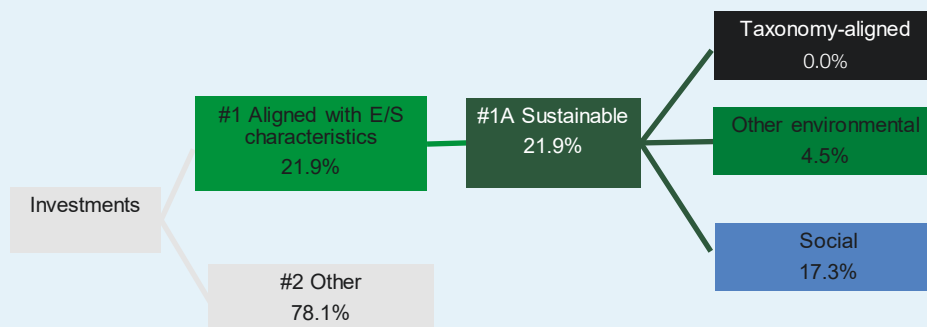 Investments
#1 Aligned with E/S
characteristics
21.9%
#2 Other
78.1%
#1A Sustainable
21.9%
Taxonomy-aligned
0.0%
Other environmental
4.5%
Social
17.3%